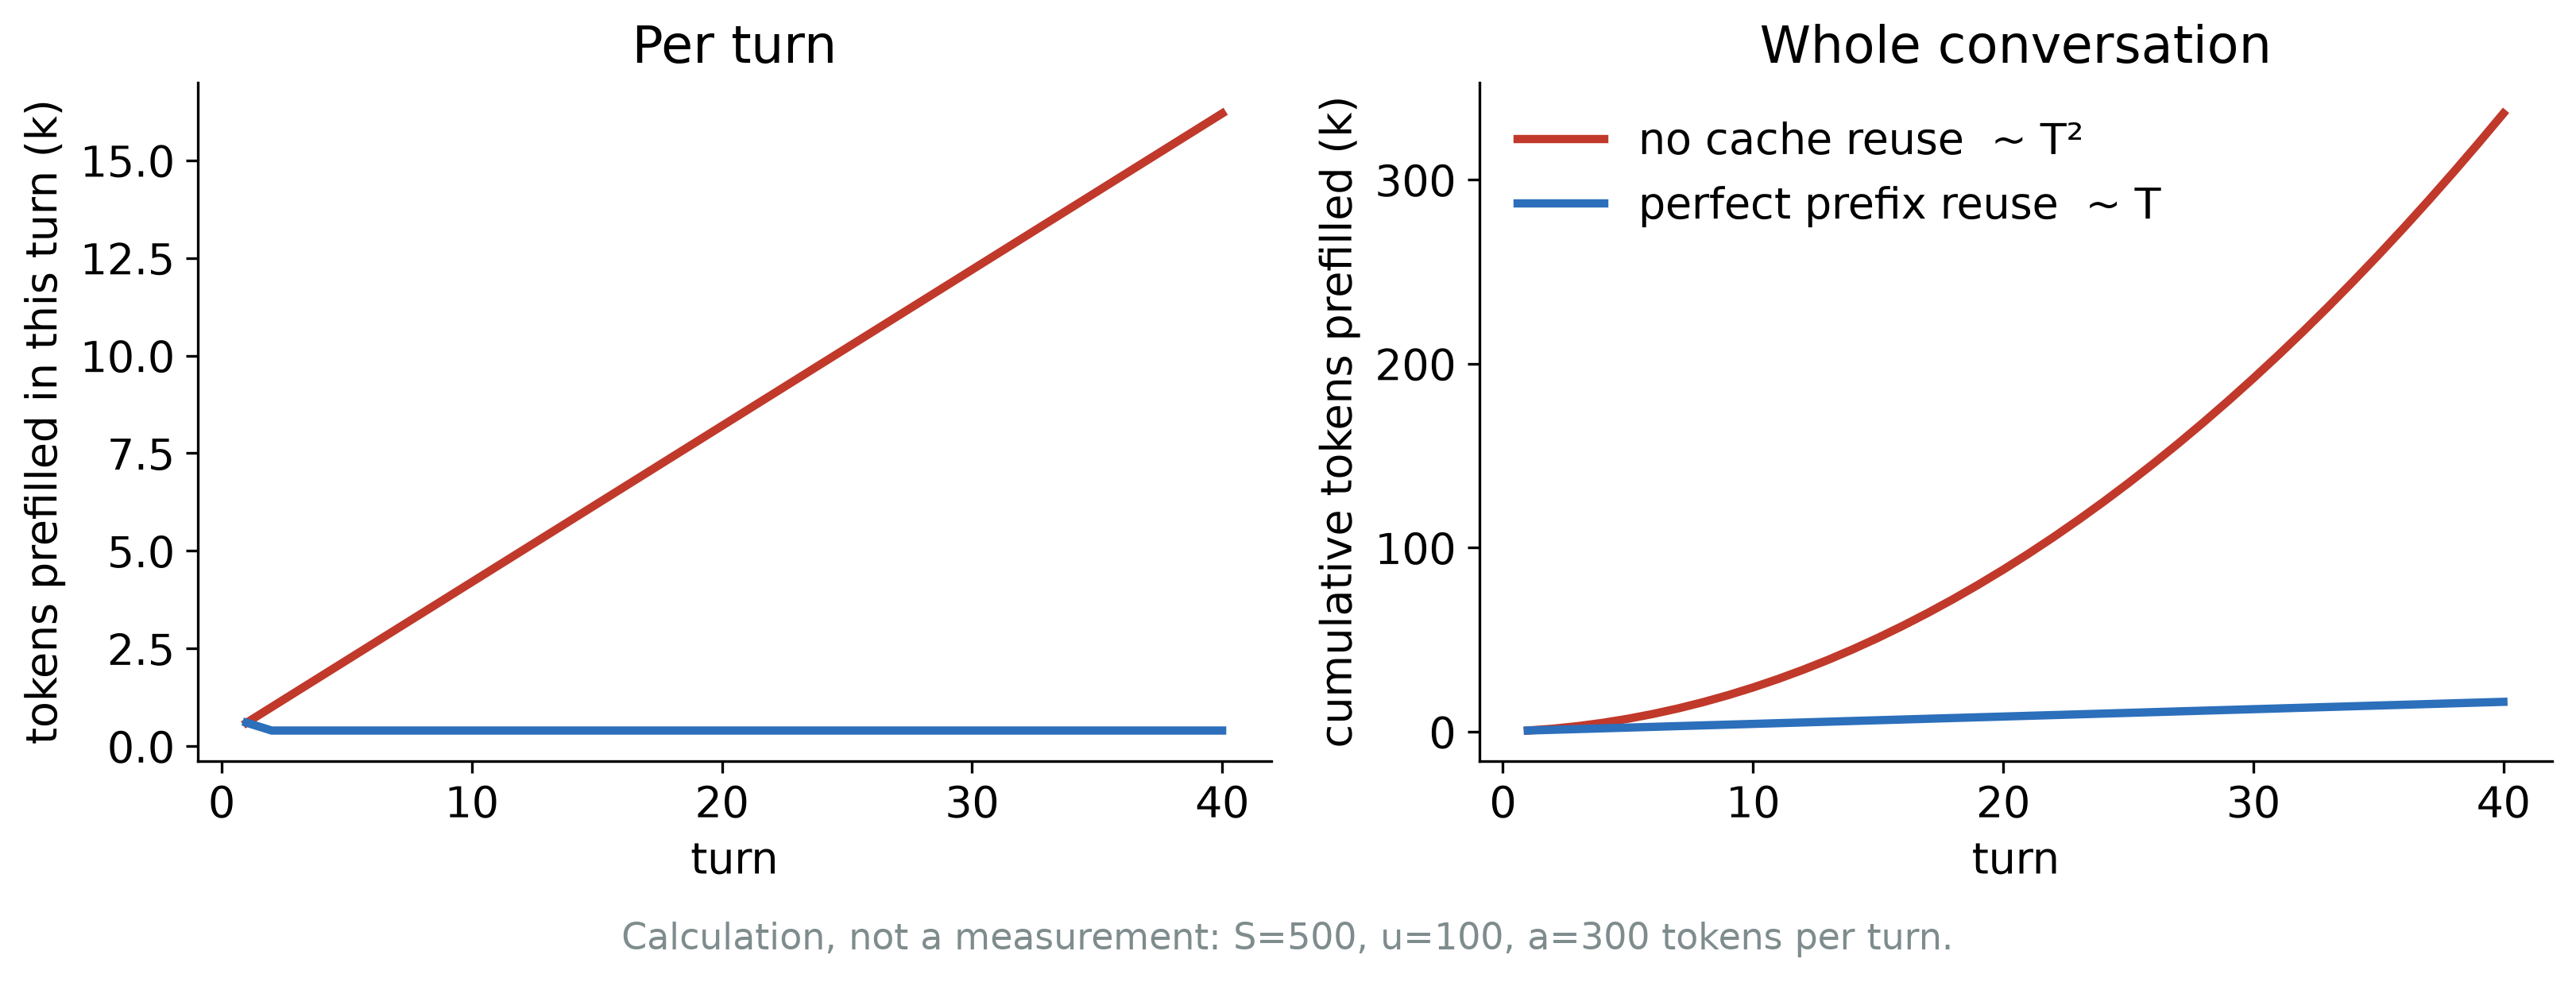 Per turn
tokens prefilled in this turn (k)
15.0
12.5
10.0
7.5
5.0
2.5
0.0
0 10 20 30 40
turn
Whole conversation
cumulative tokens prefilled (k)
300
200
100
0
no cache reuse ~ T²
perfect prefix reuse ~ T
0 10 20 30 40
turn
Calculation, not a measurement: S=500, u=100, a=300 tokens per turn.